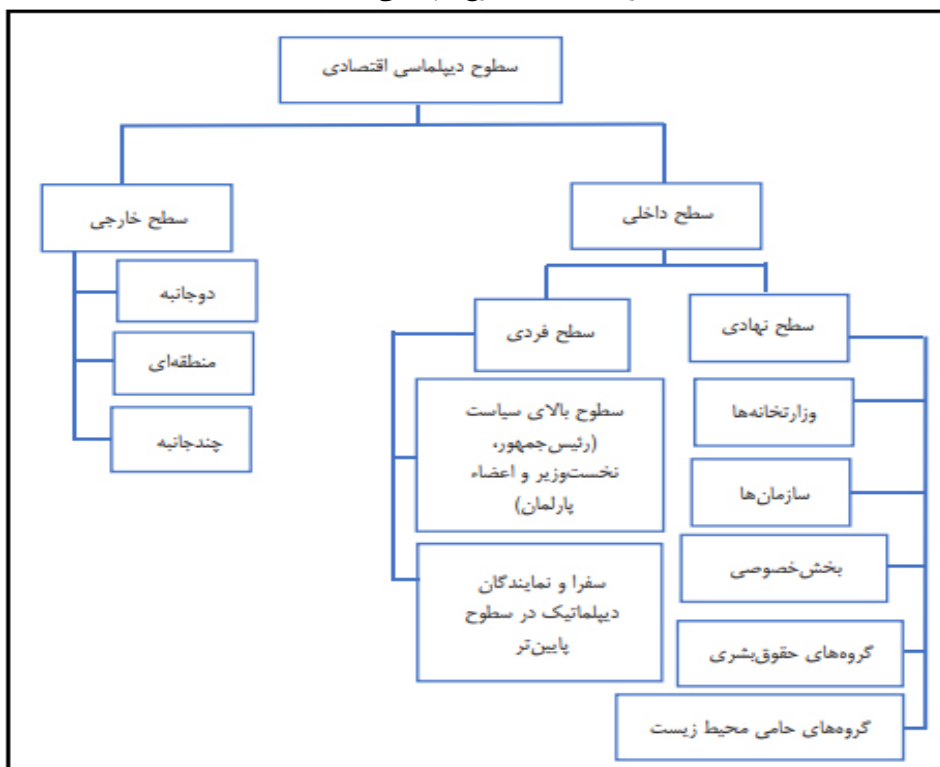 سطوح دیپلماسی اقتصادی
سطح داخلی
سطح نهادی
وزارتخانه‌ها
سازمان‌ها
بخش‌خصوصی
گروه‌های حقوق‌بشری
گروه‌های حامی محیط زیست
سطح فردی
سطوح بالای سیاست
(رئیس‌جمهور،
نخست‌وزیر و اعضاء
پارلمان)
سفرا و نمایندگان
دیپلماتیک در سطوح
پایین‌تر
سطح خارجی
دوجانبه
منطقه‌ای
چندجانبه